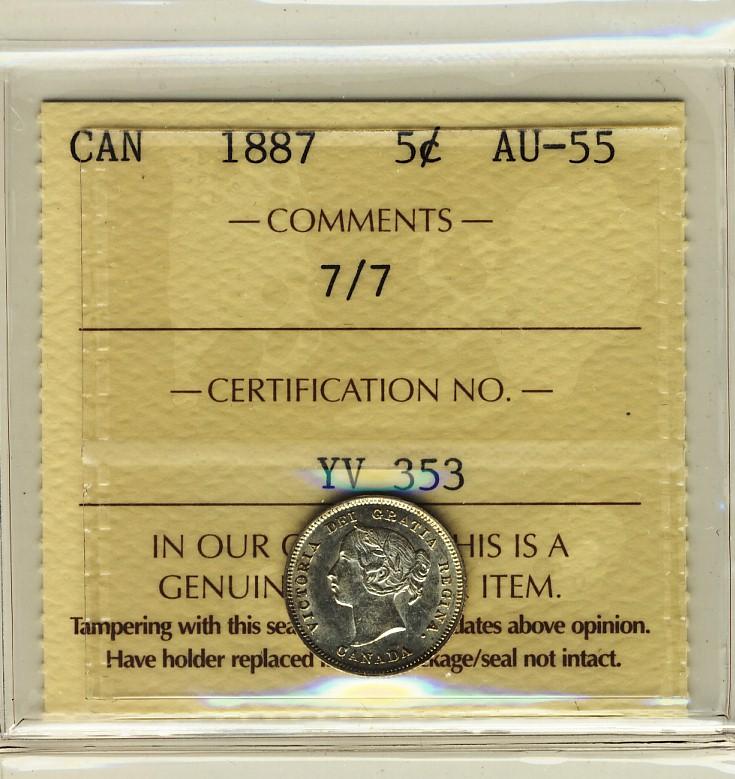 CAN 1887 5¢ AU-55
— COMMENTS —
7/7
— CERTIFICATION NO. —
YV 353
IN OUR HIS IS A
GENUIN ITEM.
Tampering with this sea dates above opinion.
Have holder replaced kage/seal not intact.
VICTORIA DEI GRATIA REGINA.
CANADA